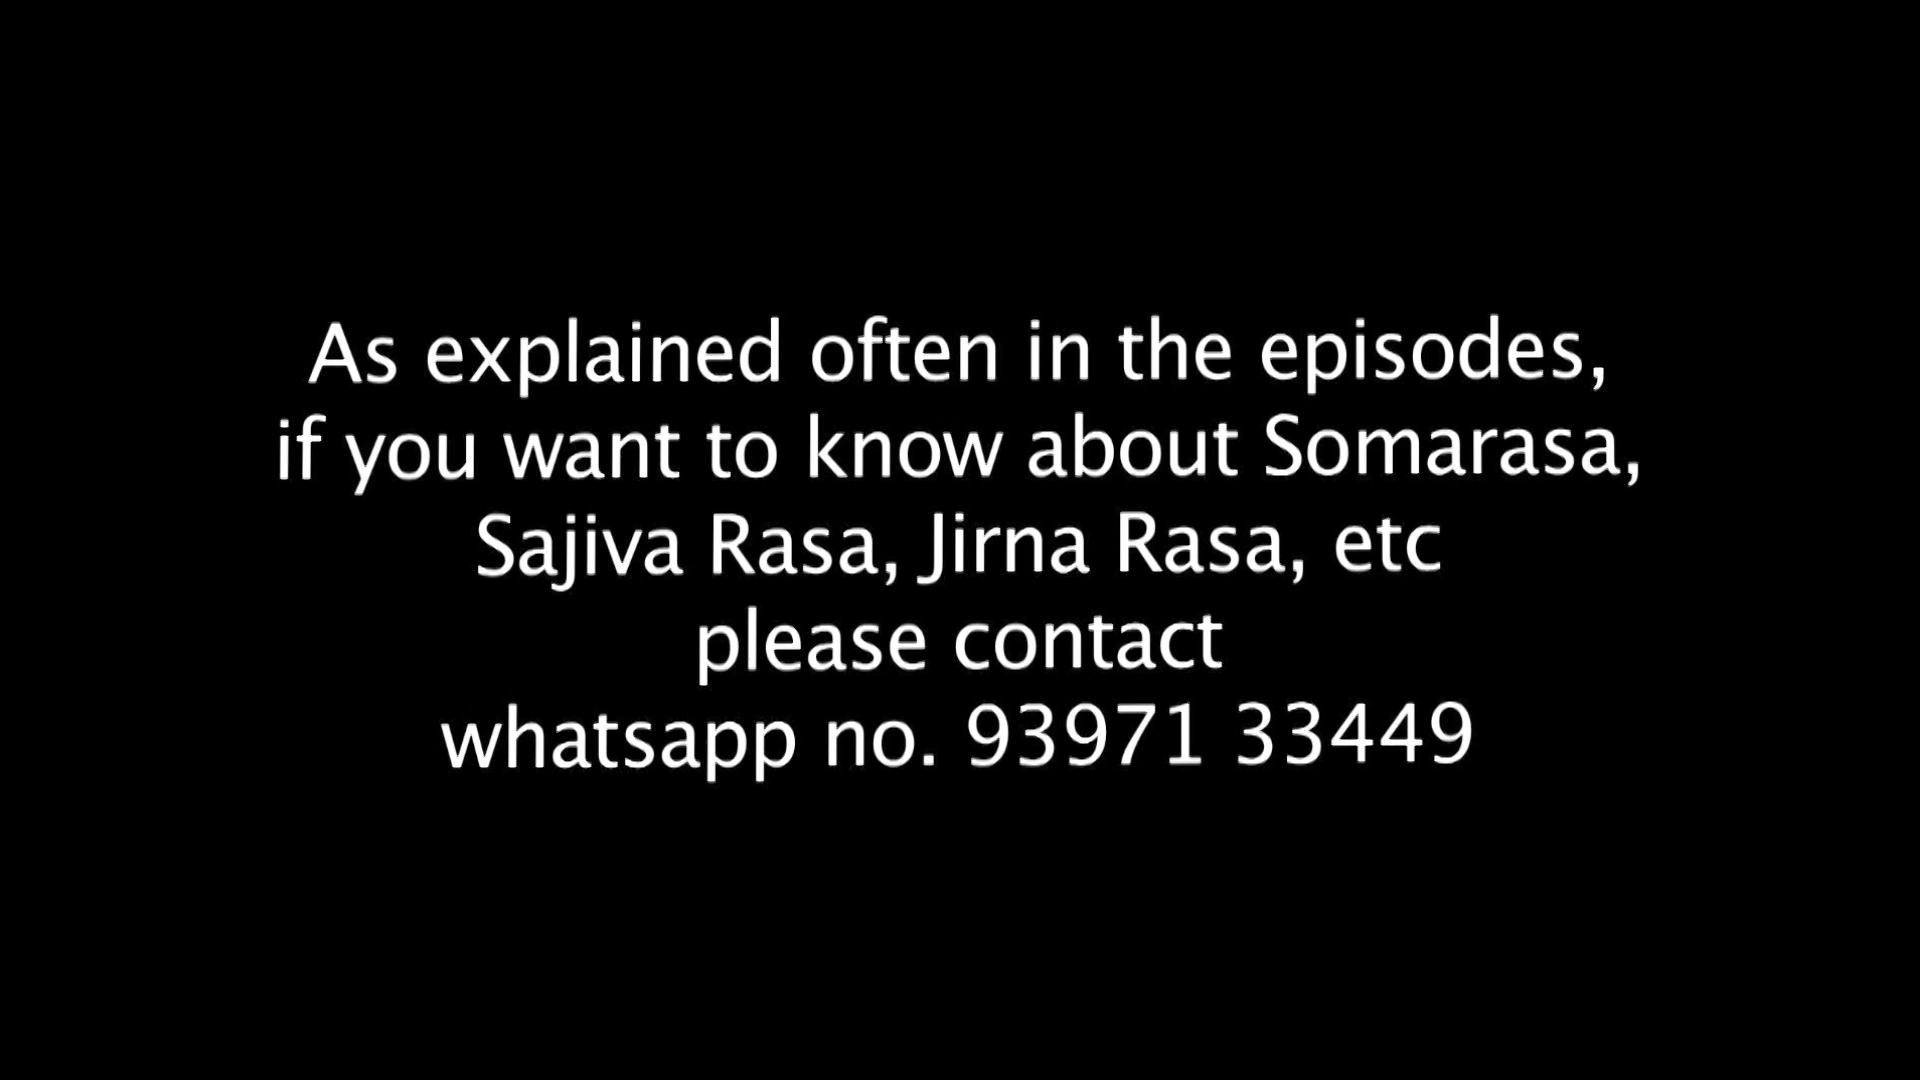 As explained often in the episodes,
if you want to know about Somarasa,
Sajiva Rasa, Jirna Rasa, etc
please contact
whatsapp no. 93971 33449